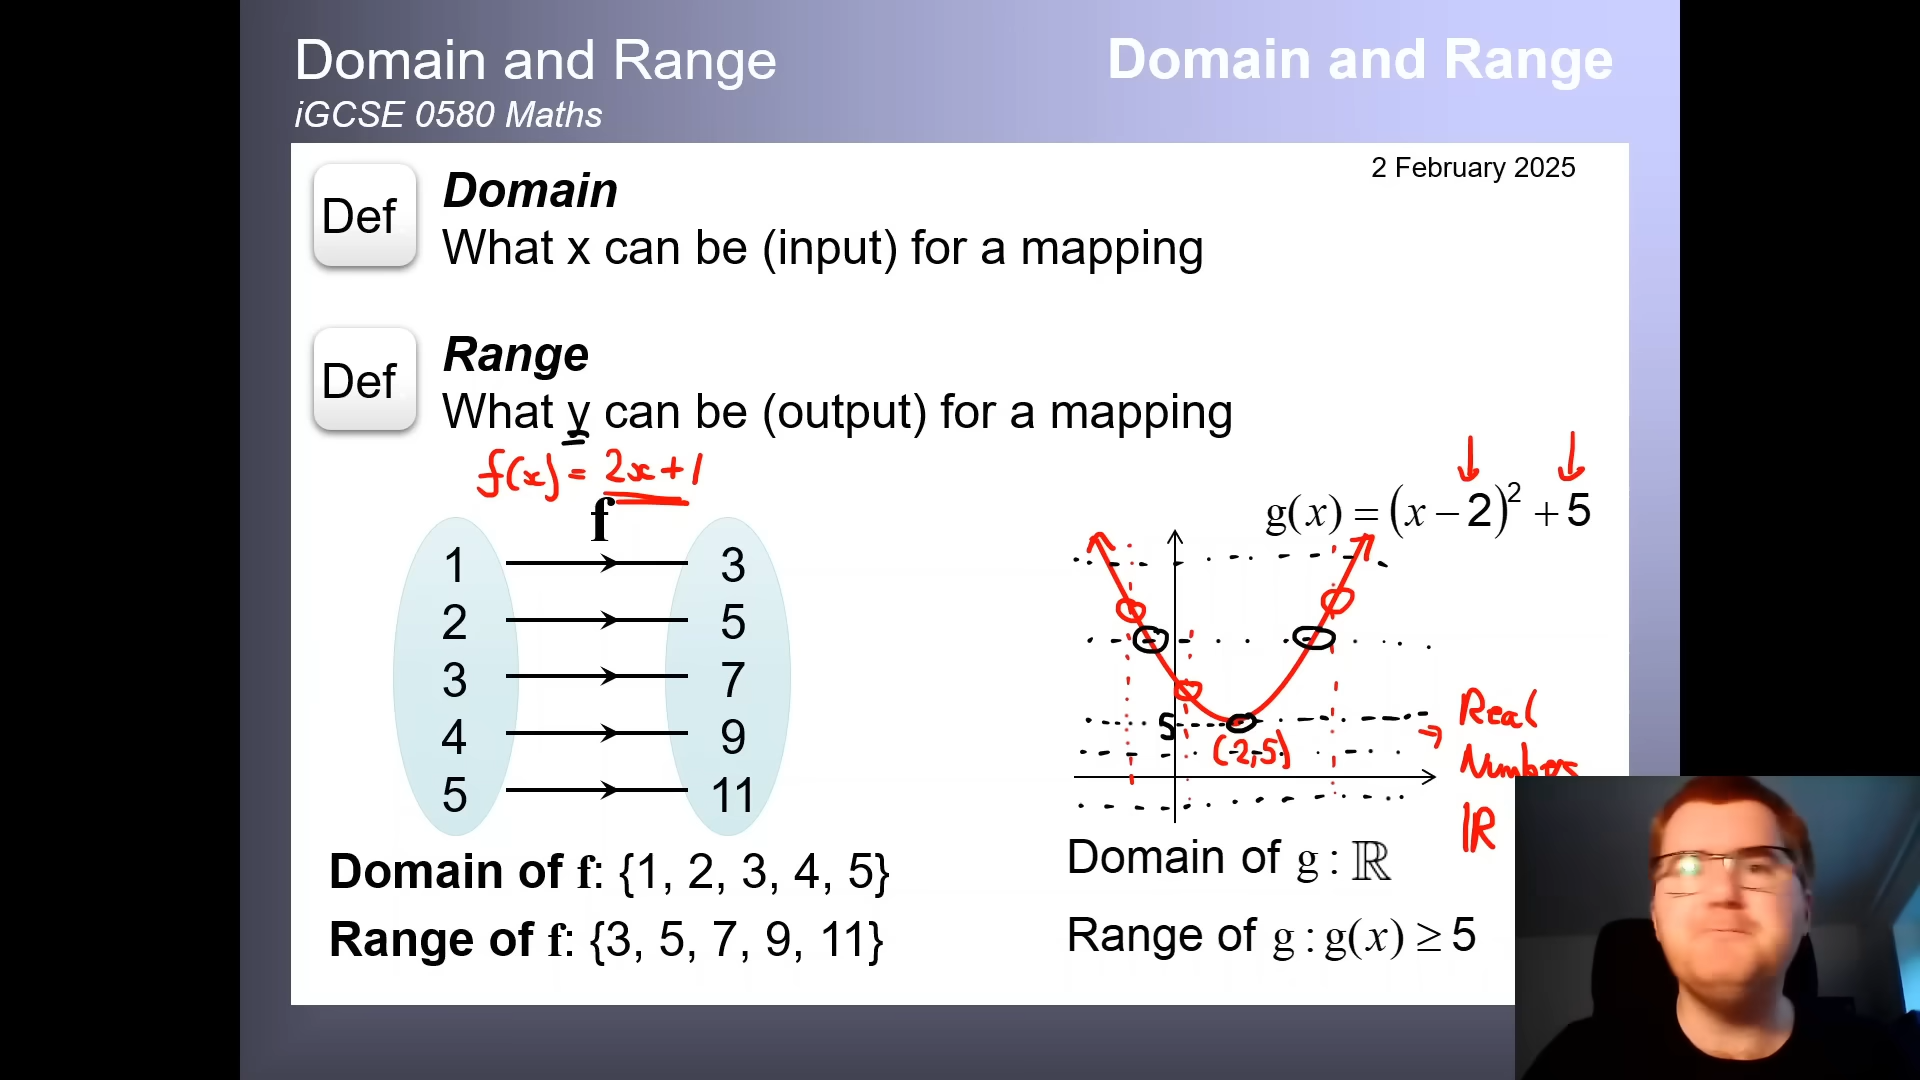 Domain and Range
Domain and Range
iGCSE 0580 Maths
2 February 2025
Def
Domain
What x can be (input) for a mapping
Def
Range
What y can be (output) for a mapping
f(x) = 2x+1
f
1 3
2 5
3 7
4 9
5 11
Domain of f: {1, 2, 3, 4, 5}
Range of f: {3, 5, 7, 9, 11}
g(x) = (x − 2)² + 5
5
(2,5)
Real
Numbers
ℝ
Domain of g : ℝ
Range of g : g(x) ≥ 5